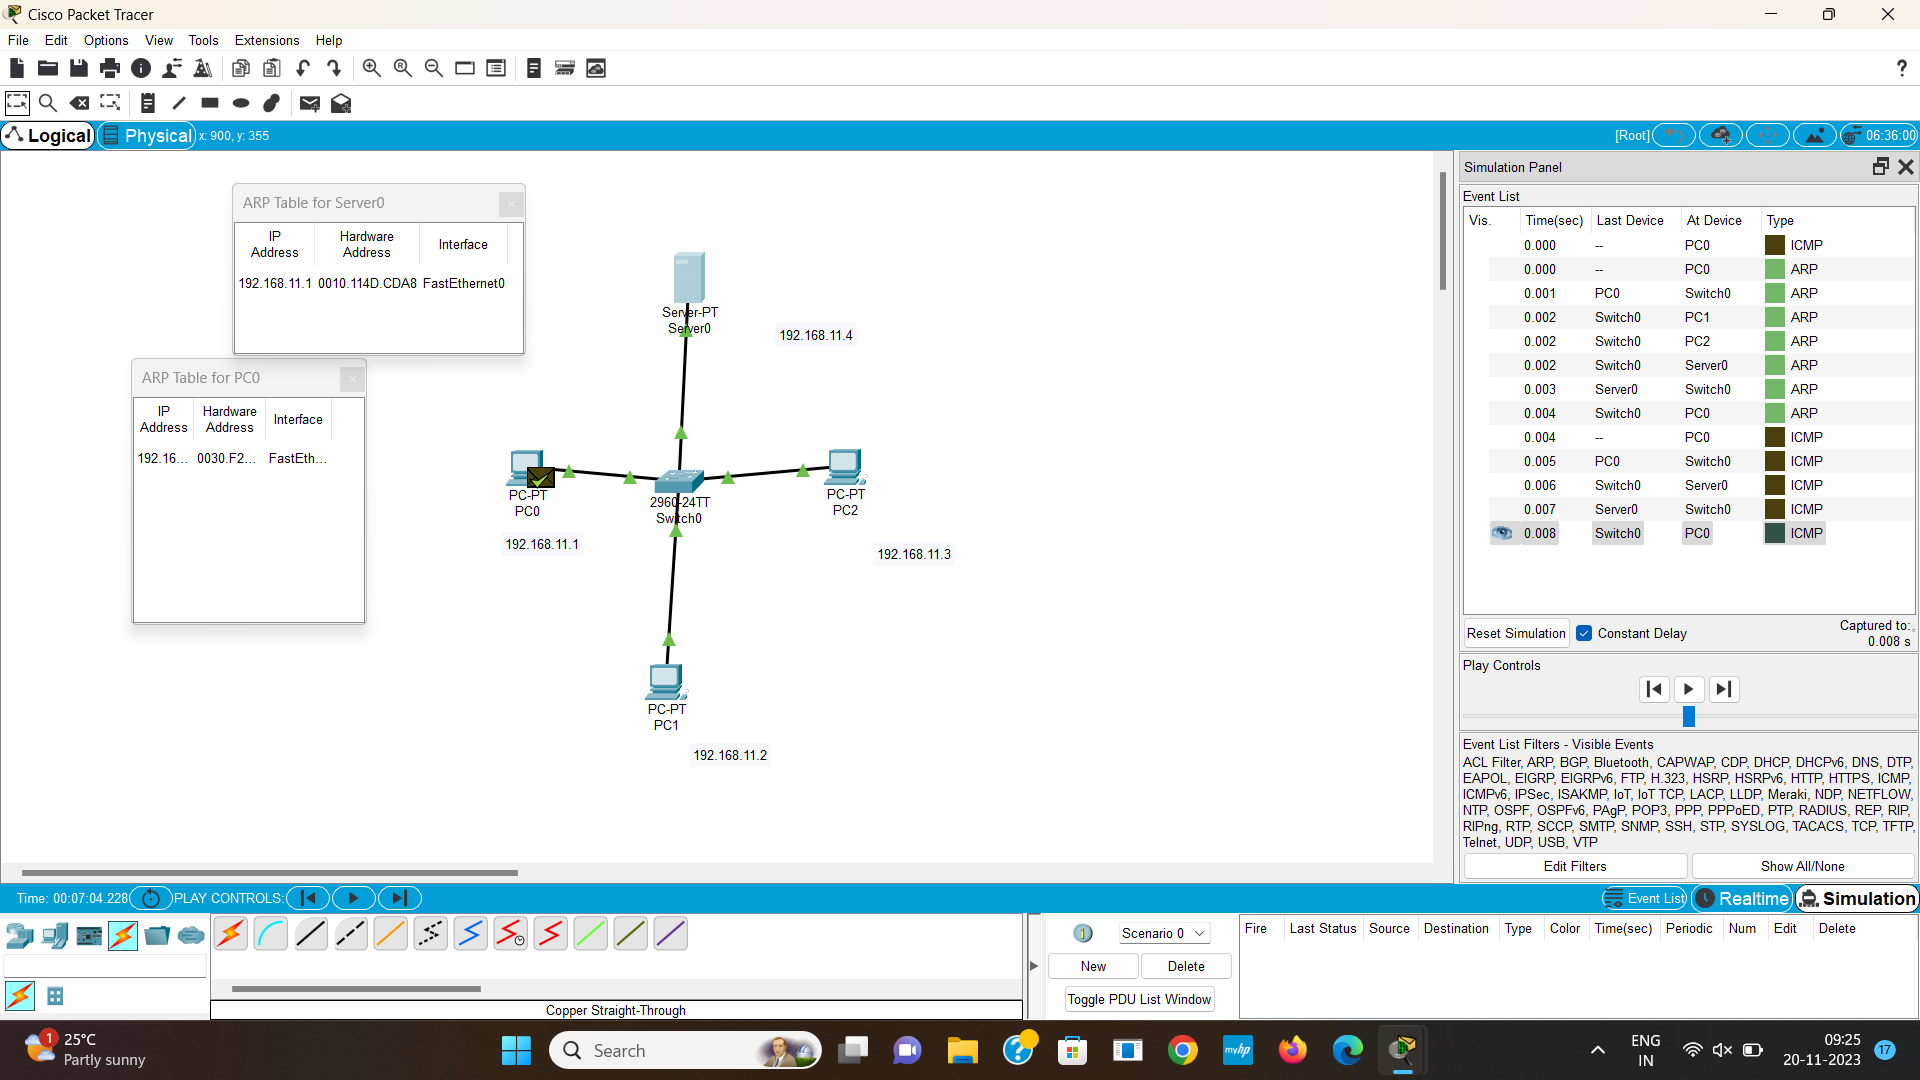 Cisco Packet Tracer
File Edit Options View Tools Extensions Help
?
Logical Physical x: 900, y: 355 [Root] 06:36:00
ARP Table for Server0
IP Address Hardware Address Interface
192.168.11.1 0010.114D.CDA8 FastEthernet0
ARP Table for PC0
IP Address Hardware Address Interface
192.16... 0030.F2... FastEth...
Server-PT
Server0
192.168.11.4
PC-PT
PC0
192.168.11.1
2960-24TT
Switch0
PC-PT
PC2
192.168.11.3
PC-PT
PC1
192.168.11.2
Simulation Panel
Event List
Vis. Time(sec) Last Device At Device Type
0.000 -- PC0 ICMP
0.000 -- PC0 ARP
0.001 PC0 Switch0 ARP
0.002 Switch0 PC1 ARP
0.002 Switch0 PC2 ARP
0.002 Switch0 Server0 ARP
0.003 Server0 Switch0 ARP
0.004 Switch0 PC0 ARP
0.004 -- PC0 ICMP
0.005 PC0 Switch0 ICMP
0.006 Switch0 Server0 ICMP
0.007 Server0 Switch0 ICMP
0.008 Switch0 PC0 ICMP
Reset Simulation Constant Delay Captured to:
0.008 s
Play Controls
Event List Filters - Visible Events
ACL Filter, ARP, BGP, Bluetooth, CAPWAP, CDP, DHCP, DHCPv6, DNS, DTP,
EAPOL, EIGRP, EIGRPv6, FTP, H.323, HSRP, HSRPv6, HTTP, HTTPS, ICMP,
ICMPv6, IPSec, ISAKMP, IoT, IoT TCP, LACP, LLDP, Meraki, NDP, NETFLOW,
NTP, OSPF, OSPFv6, PAgP, POP3, PPP, PPPoED, PTP, RADIUS, REP, RIP,
RIPng, RTP, SCCP, SMTP, SNMP, SSH, STP, SYSLOG, TACACS, TCP, TFTP,
Telnet, UDP, USB, VTP
Edit Filters Show All/None
Time: 00:07:04.228 PLAY CONTROLS: Event List Realtime Simulation
Scenario 0
New Delete
Toggle PDU List Window
Fire Last Status Source Destination Type Color Time(sec) Periodic Num Edit Delete
Copper Straight-Through
1 25°C
Partly sunny
Search
myhp
ENG
IN
09:25
20-11-2023
17